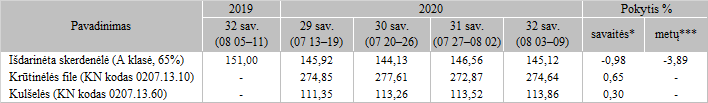 Pavadinimas 2019 2020 Pokytis %
32 sav. (08 05–11) 29 sav. (07 13–19) 30 sav. (07 20–26) 31 sav. (07 27–08 02) 32 sav. (08 03–09) savaitės* metų***
Išdarinėta skerdenėlė (A klasė, 65%) 151,00 145,92 144,13 146,56 145,12 -0,98 -3,89
Krūtinėlės file (KN kodas 0207.13.10) - 274,85 277,61 272,87 274,64 0,65 -
Kulšelės (KN kodas 0207.13.60) - 111,35 113,26 113,52 113,86 0,30 -